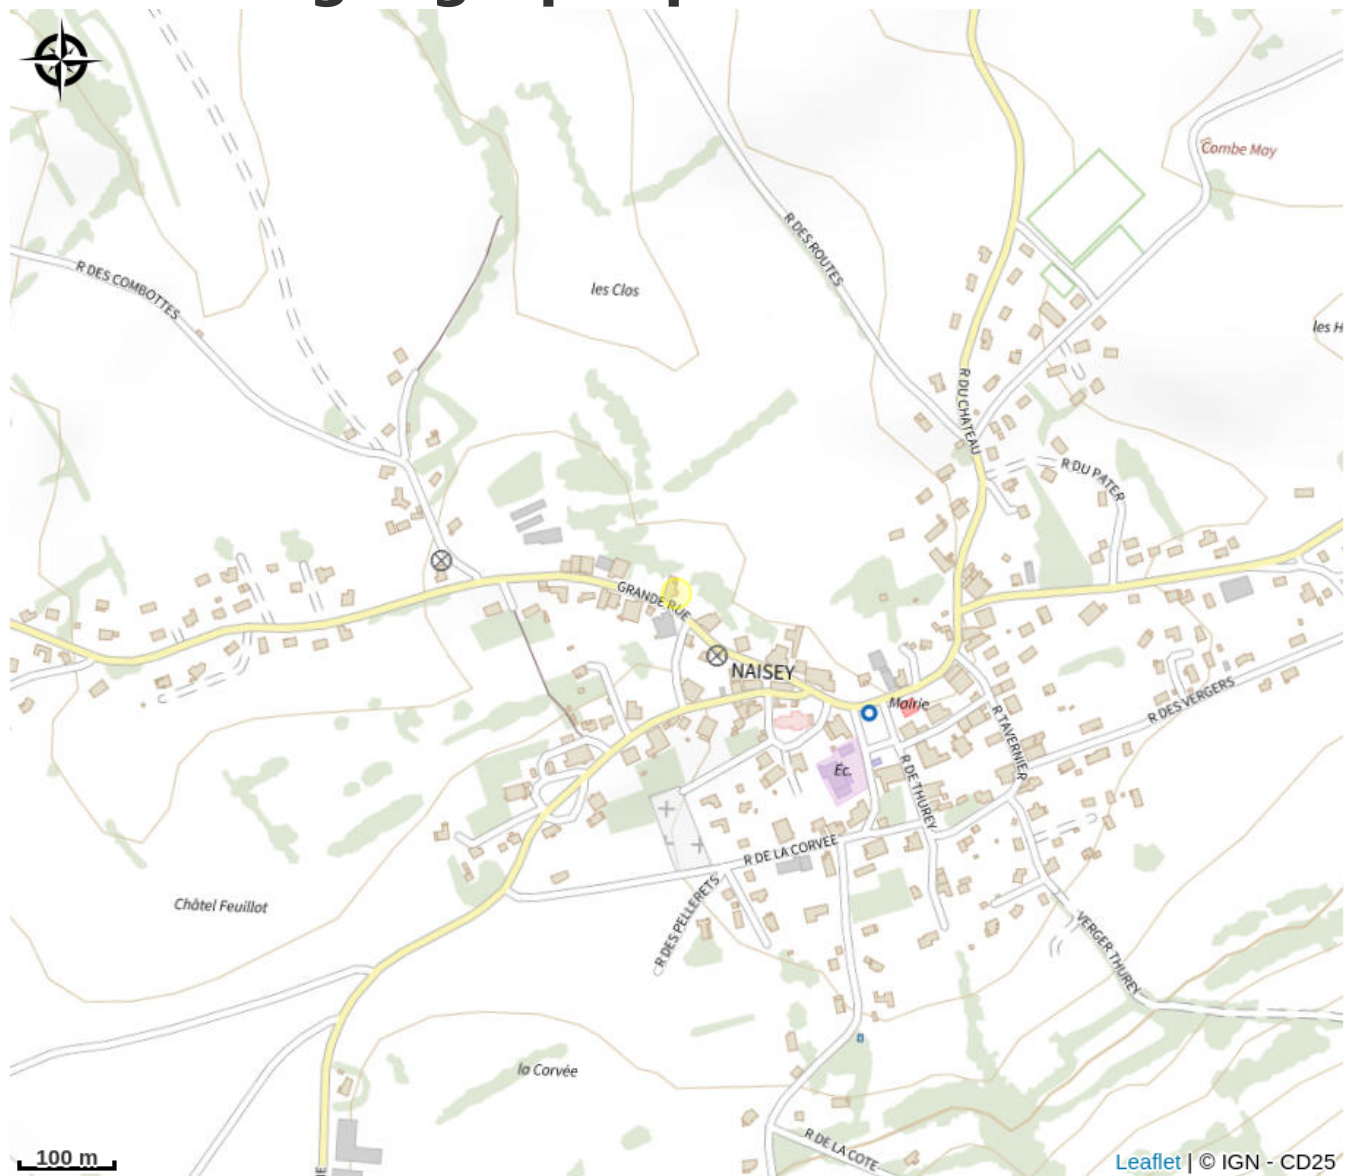 Combe May
R DES ROUTES
R DES COMBOTTES
les Clos
les H
R DU CHATEAU
R DU PATER
GRANDE RUE
NAISEY
Mairie
R DES VERGERS
R TAVERNIER
Éc.
R DE THUREY
R DE LA CORVEE
R DES PELLERETS
Châtel Feuillot
VERGER THUREY
la Corvée
R DE LA COTE
100 m
Leaflet | © IGN - CD25